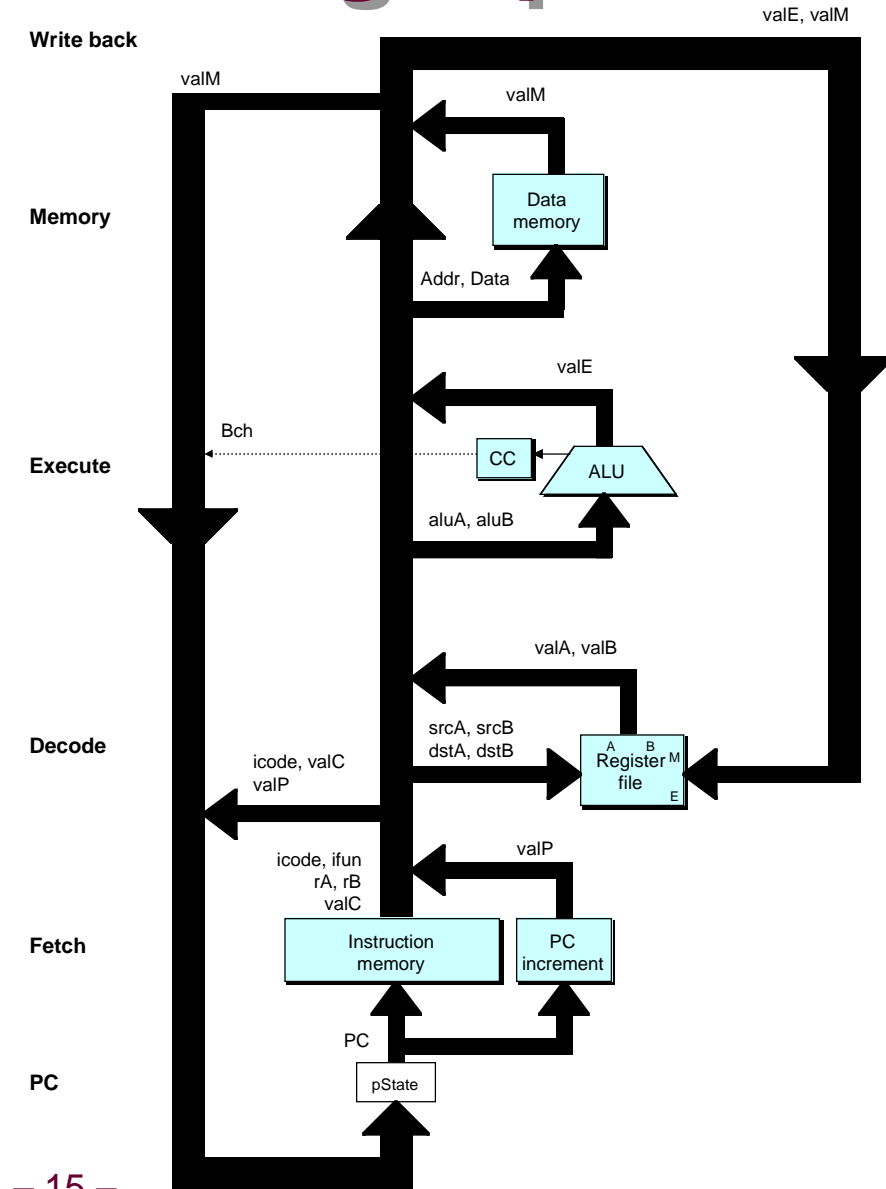 valE, valM
Write back
valM
valM
Memory
Data
memory
Addr, Data
valE
Bch
Execute
CC
ALU
aluA, aluB
valA, valB
srcA, srcB
dstA, dstB
Decode
A B
Register M
file
E
icode, valC
valP
icode, ifun
rA, rB
valC
valP
Fetch
Instruction
memory
PC
increment
PC
PC
pState
– 15 –